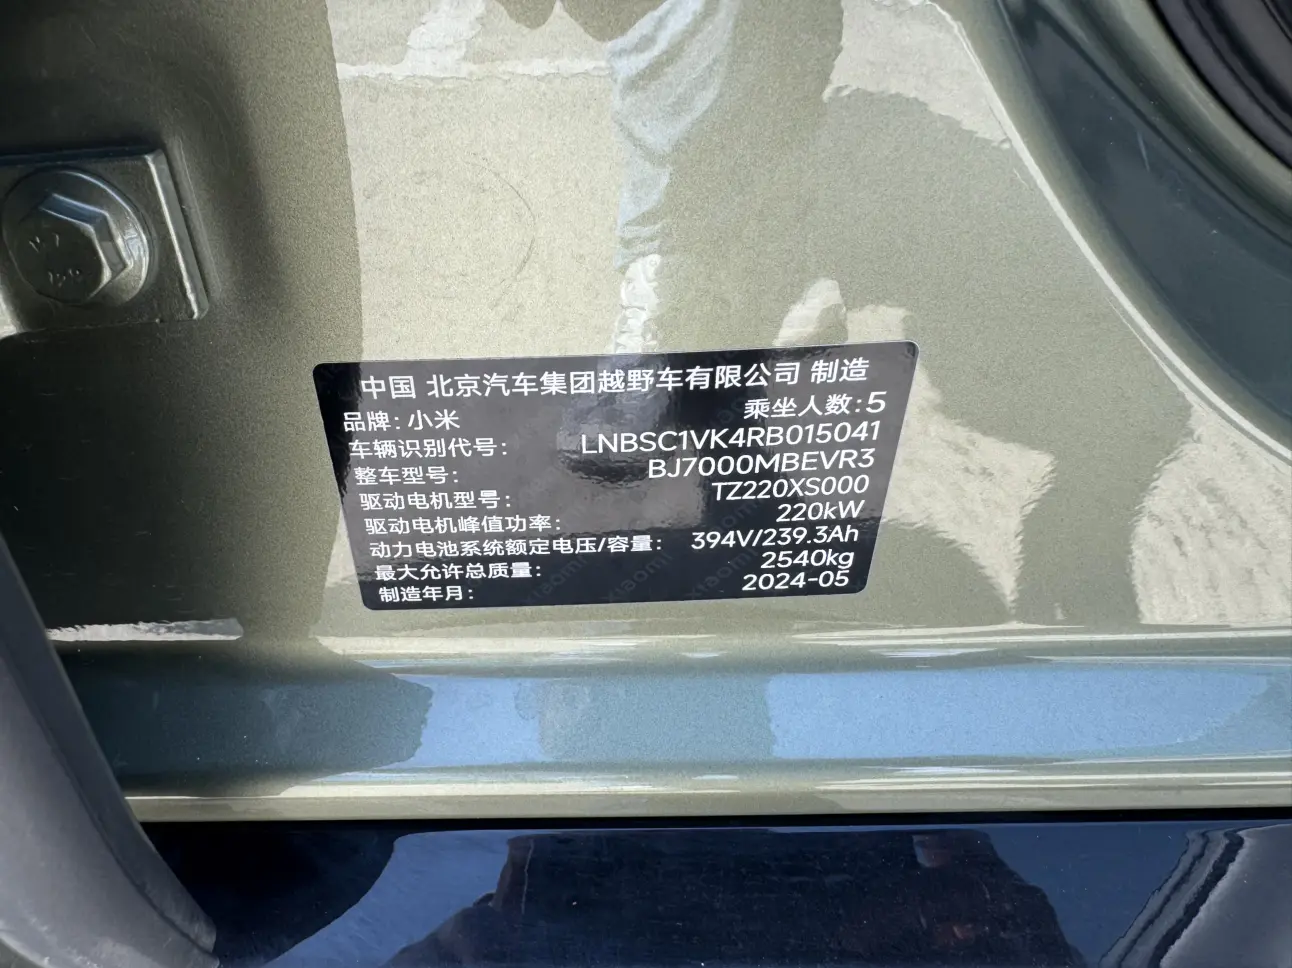 中国 北京汽车集团越野车有限公司 制造
品牌: 小米 乘坐人数: 5
车辆识别代号: LNBSC1VK4RB015041
整车型号: BJ7000MBEVR3
驱动电机型号: TZ220XS000
驱动电机峰值功率: 220kW
动力电池系统额定电压/容量: 394V/239.3Ah
最大允许总质量: 2540kg
制造年月: 2024-05